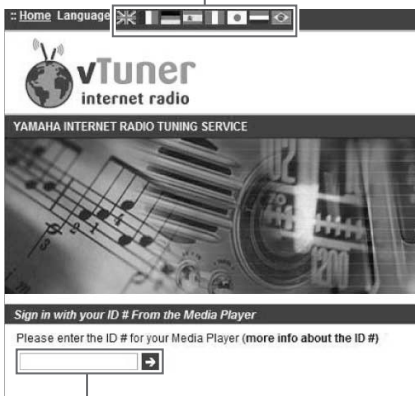 :: Home Language
vTuner
internet radio
YAMAHA INTERNET RADIO TUNING SERVICE
Sign in with your ID # From the Media Player
Please enter the ID # for your Media Player (more info about the ID #)